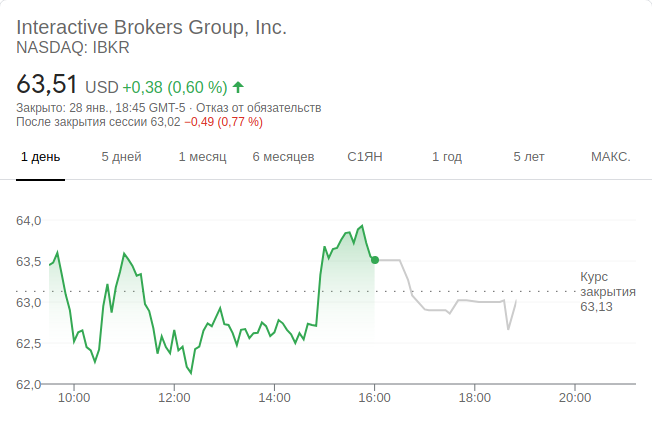 Interactive Brokers Group, Inc.
NASDAQ: IBKR
63,51 USD +0,38 (0,60 %)
Закрыто: 28 янв., 18:45 GMT-5 · Отказ от обязательств
После закрытия сессии 63,02 −0,49 (0,77 %)
1 день 5 дней 1 месяц 6 месяцев С1ЯН 1 год 5 лет МАКС.
64,0
63,5
63,0
62,5
62,0
Курс
закрытия
63,13
10:00 12:00 14:00 16:00 18:00 20:00